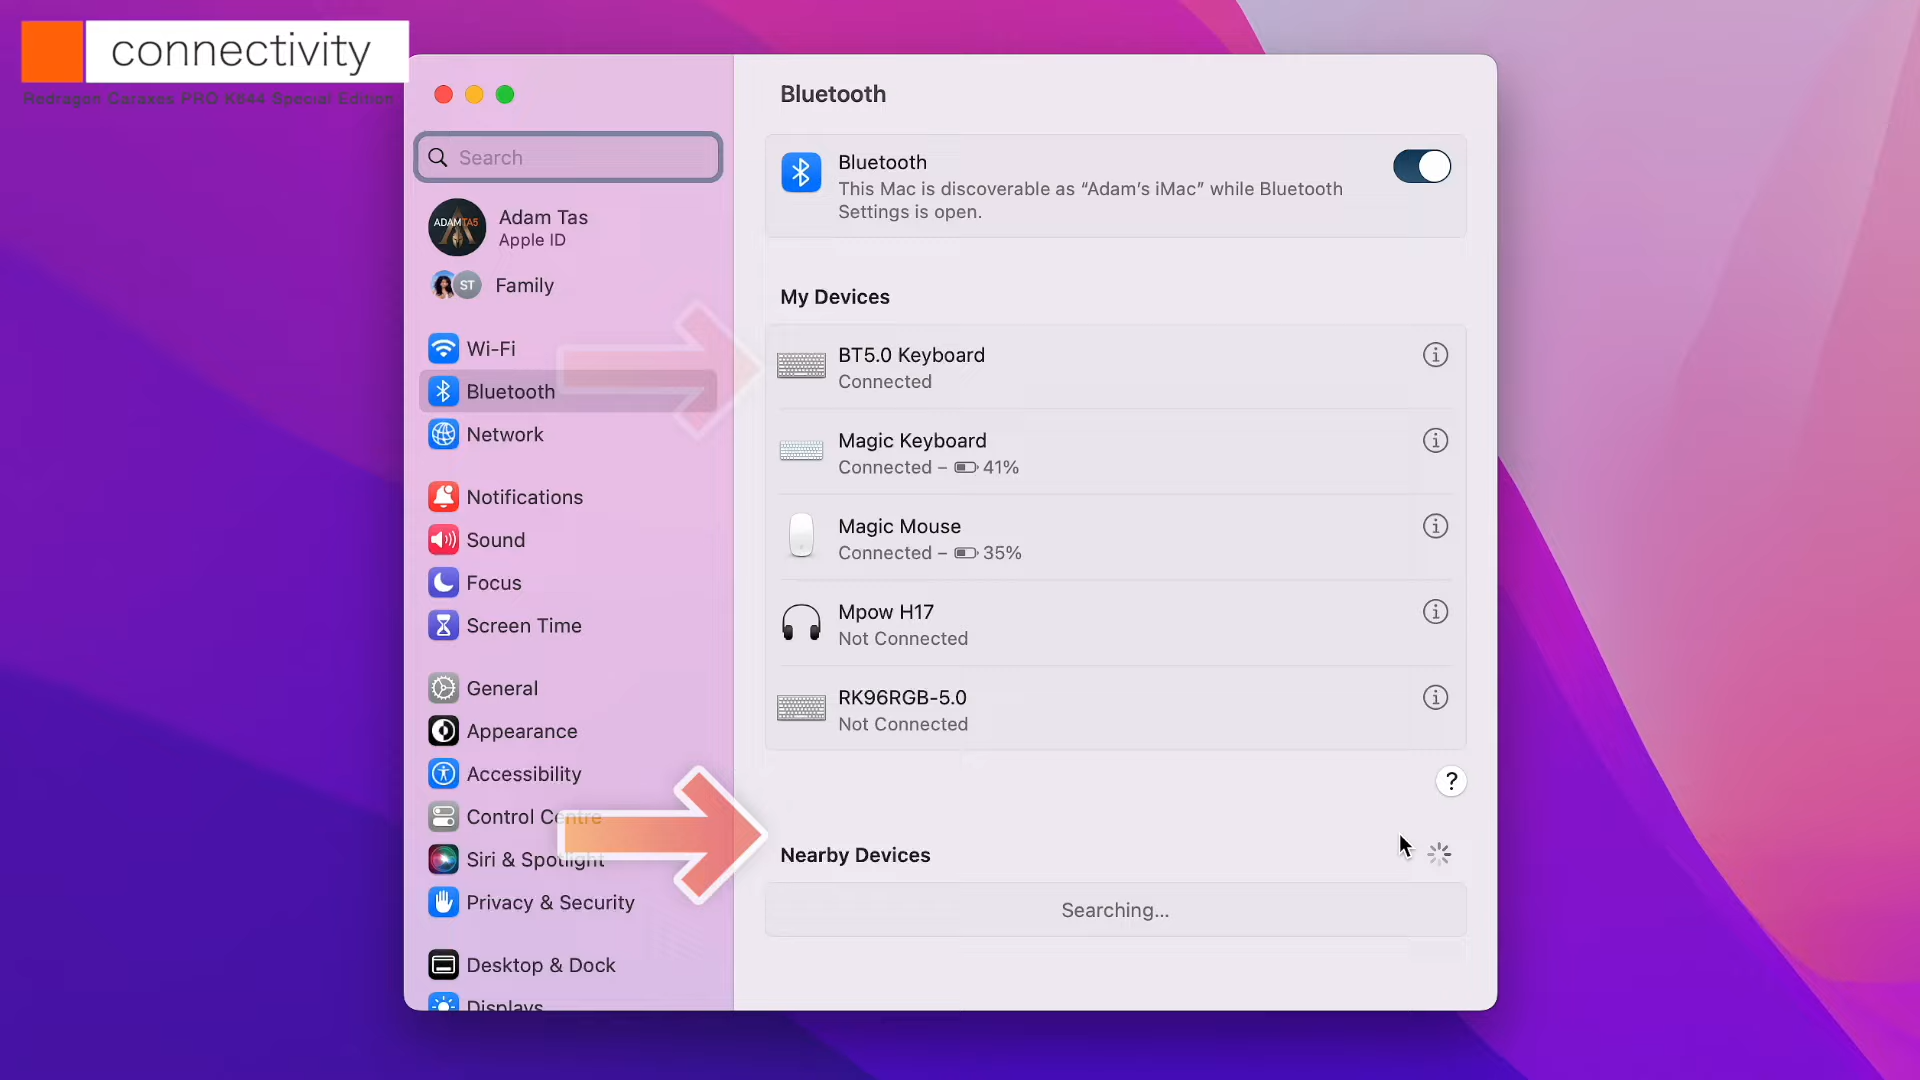 connectivity
Redragon Caraxes PRO K644 Special Edition
Search
ADAMTAS
Adam Tas
Apple ID
ST
Family
Wi-Fi
Bluetooth
Network
Notifications
Sound
Focus
Screen Time
General
Appearance
Accessibility
Control Centre
Siri & Spotlight
Privacy & Security
Desktop & Dock
Displays
Bluetooth
Bluetooth
This Mac is discoverable as “Adam’s iMac” while Bluetooth
Settings is open.
My Devices
BT5.0 Keyboard
Connected
Magic Keyboard
Connected – 41%
Magic Mouse
Connected – 35%
Mpow H17
Not Connected
RK96RGB-5.0
Not Connected
?
Nearby Devices
Searching...